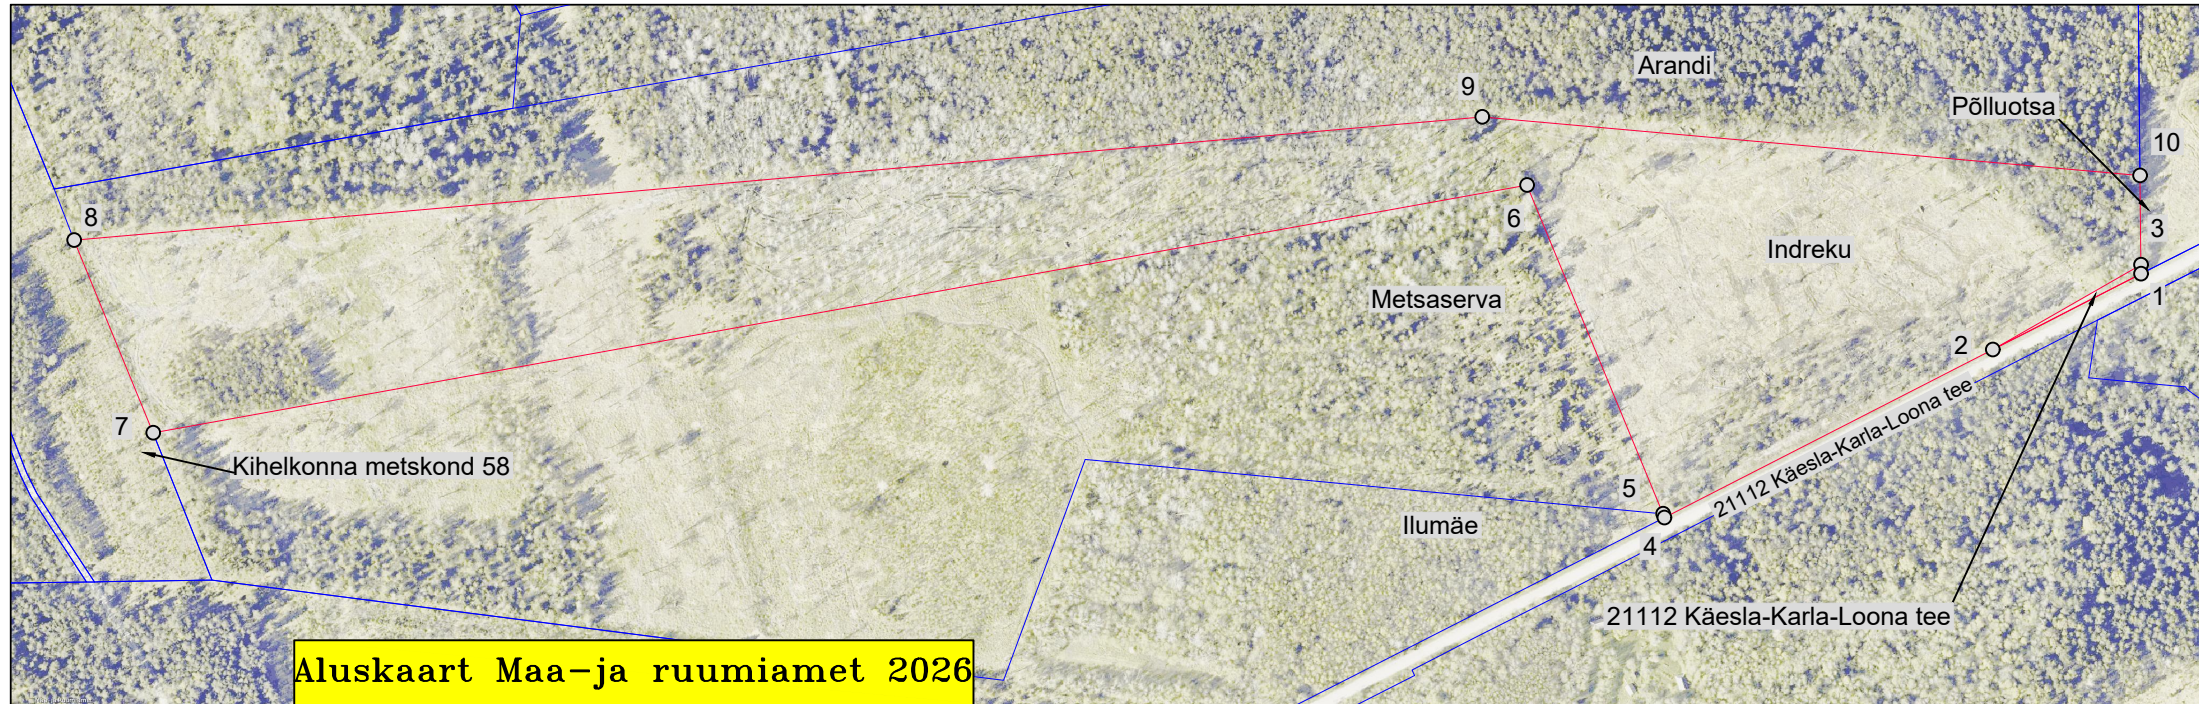 Arandi
9
Põlluotsa
10
8
6
3
Indreku
Metsaserva
1
2
7
21112 Käesla-Karla-Loona tee
Kihelkonna metskond 58
5
Ilumäe
4
21112 Käesla-Karla-Loona tee
Aluskaart Maa-ja ruumiamet 2026